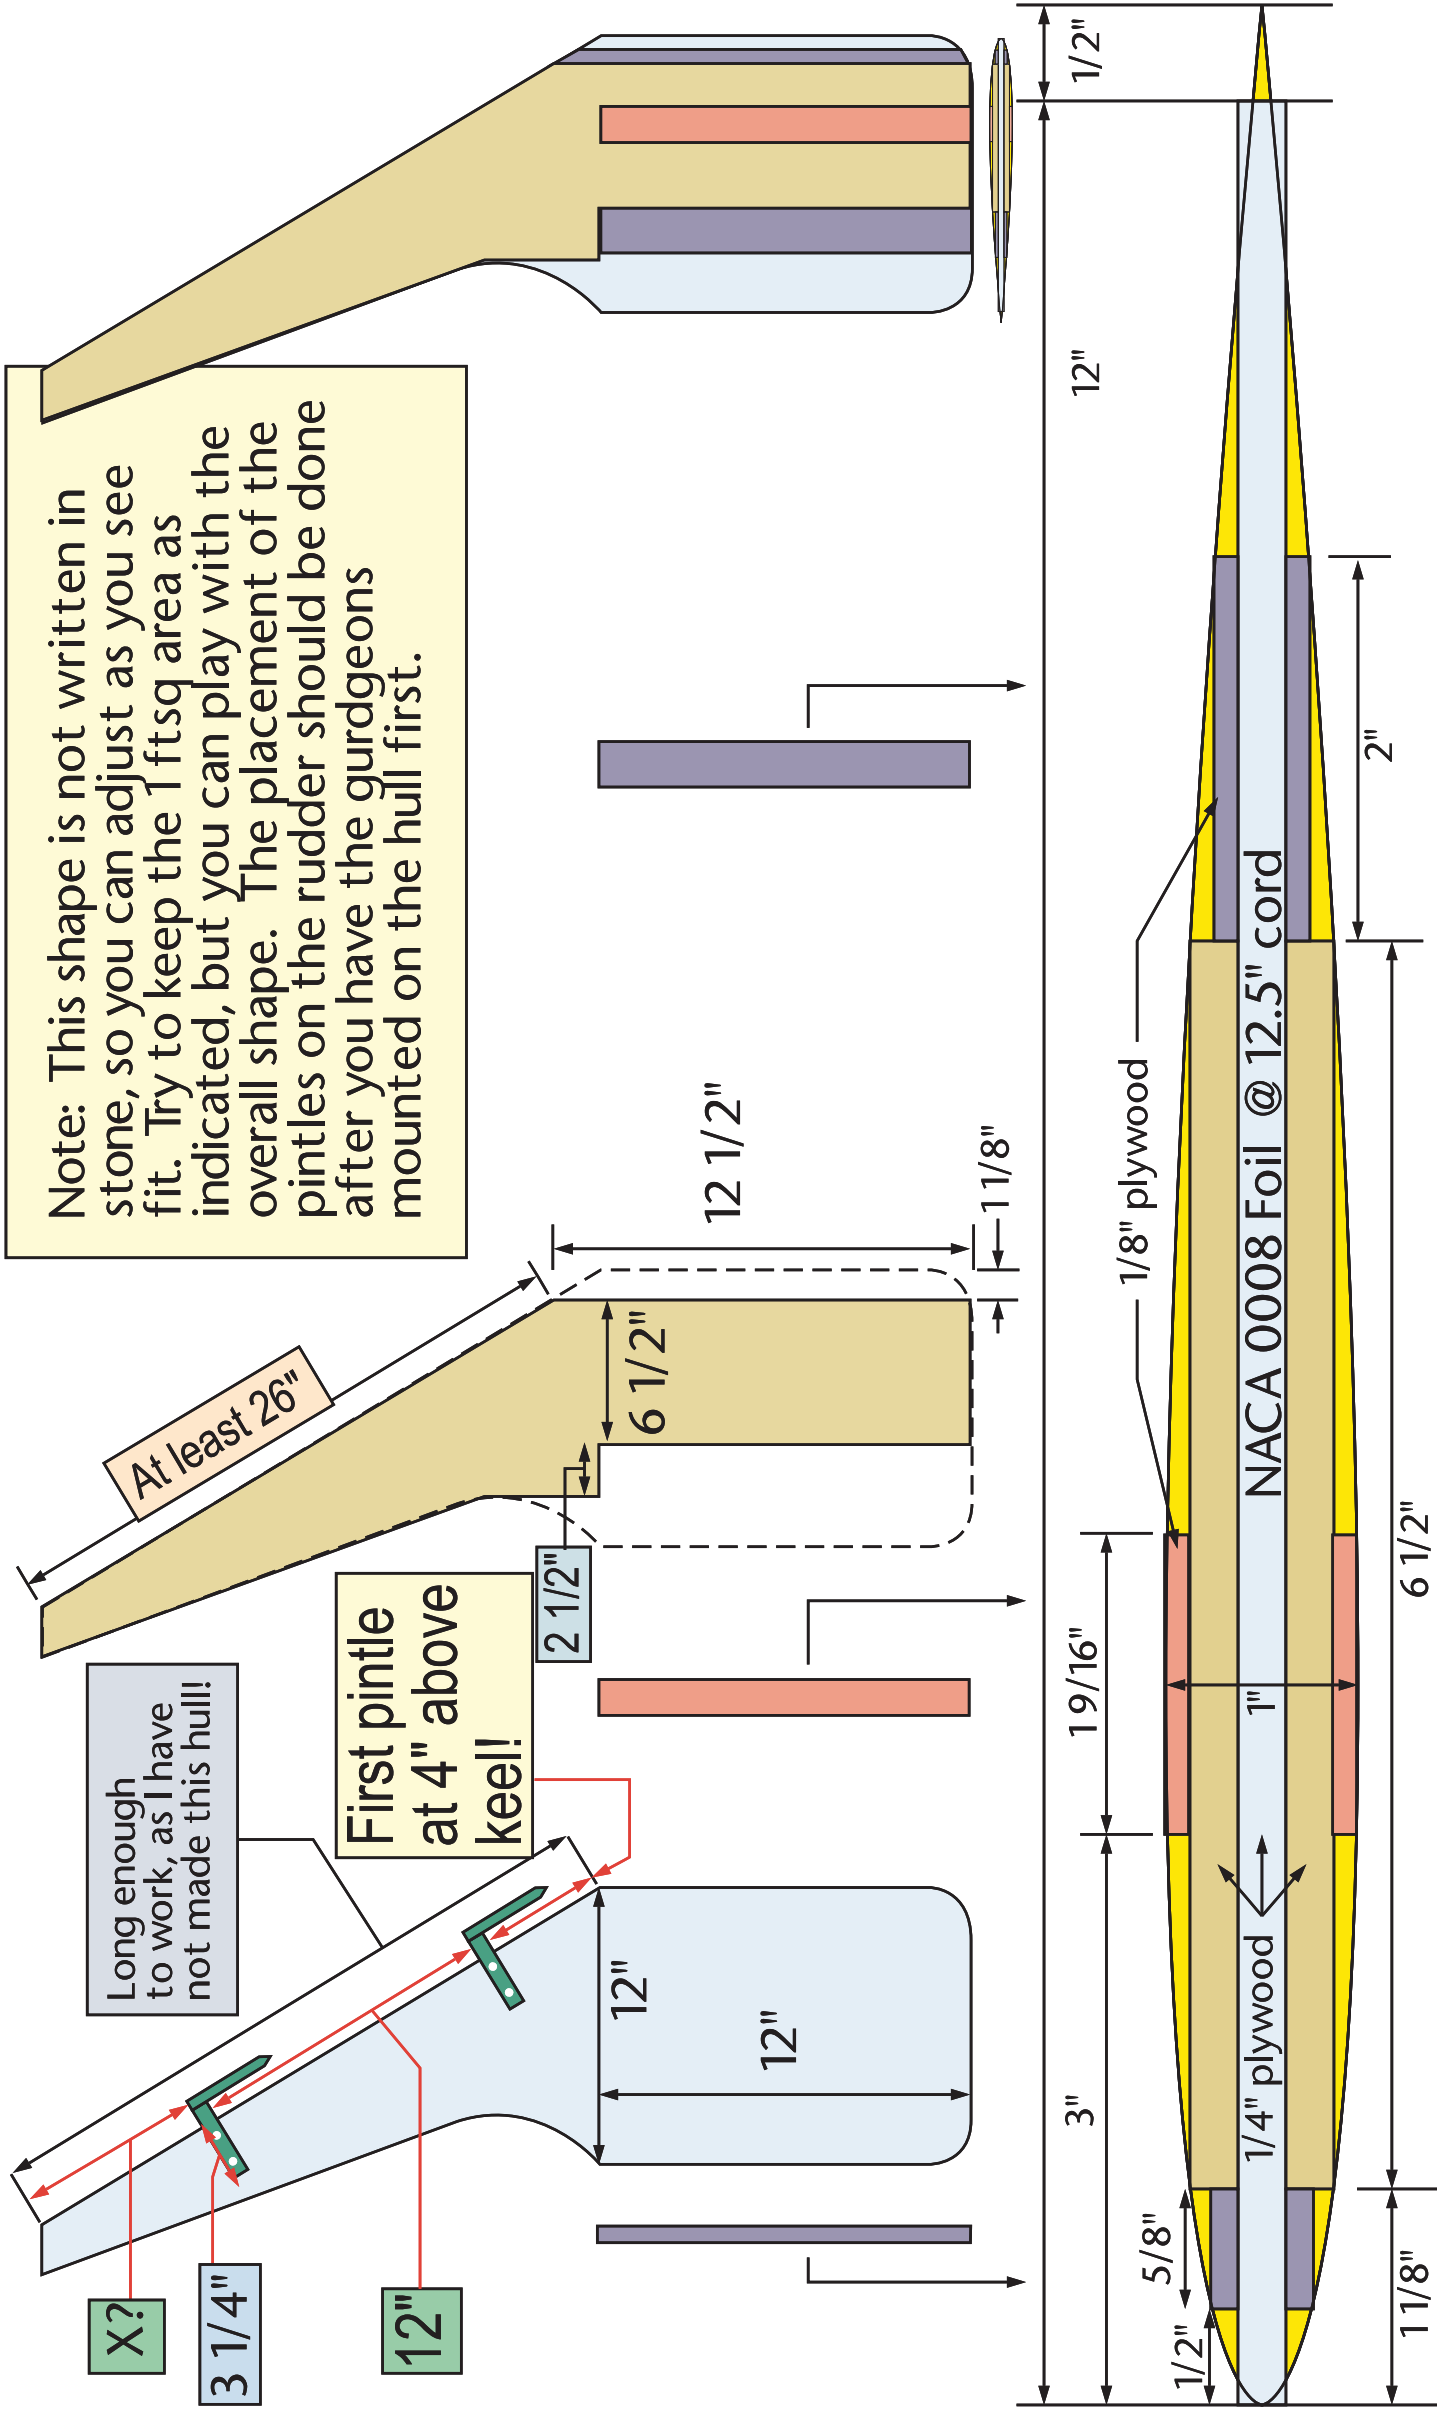 Note: This shape is not written in
stone, so you can adjust as you see
fit. Try to keep the 1ftsq area as
indicated, but you can play with the
overall shape. The placement of the
pintles on the rudder should be done
after you have the gurdgeons
mounted on the hull first.
Long enough
to work, as I have
not made this hull!
At least 26"
First pintle
at 4" above
keel!
X?
3 1/4"
12"
12"
12"
2 1/2"
6 1/2"
12 1/2"
1 1/8"
1/2"
12"
1/8" plywood
3"
1 9/16"
1/2"
5/8"
1/4" plywood
1"
NACA 0008 Foil @ 12.5" cord
2"
1 1/8"
6 1/2"